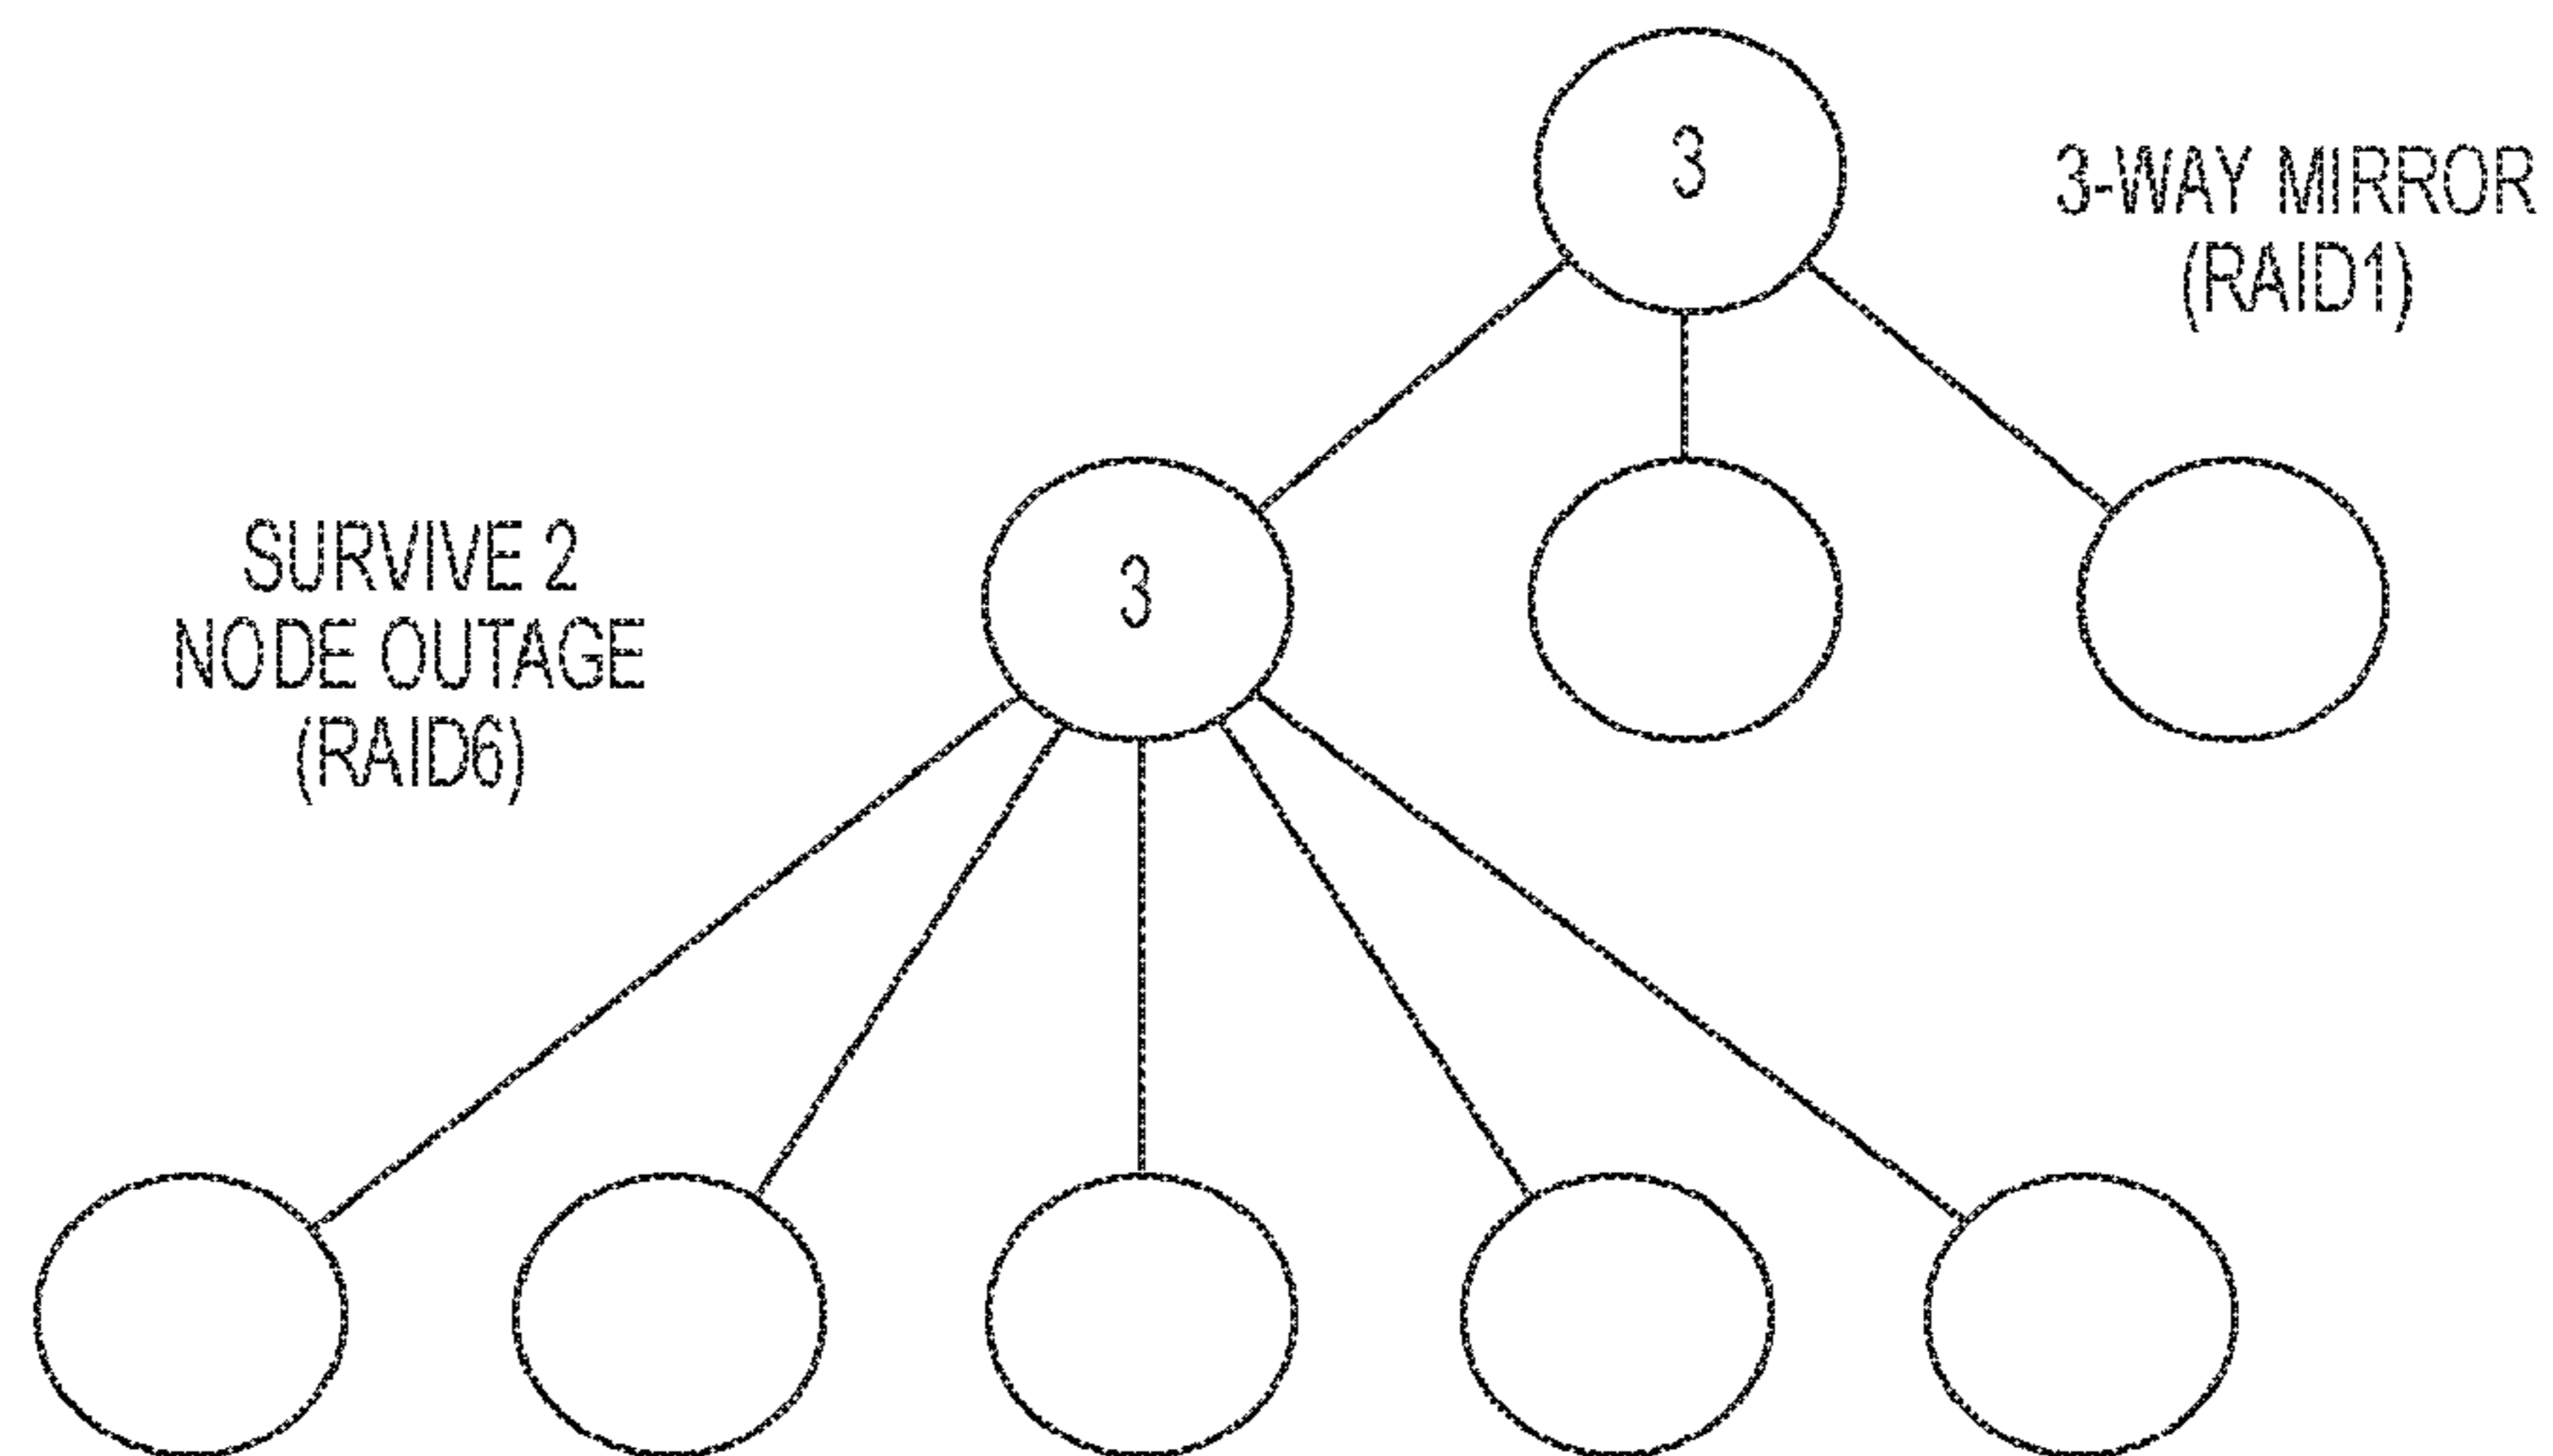 3
3-WAY MIRROR
(RAID1)
SURVIVE 2
NODE OUTAGE
(RAID6)
3